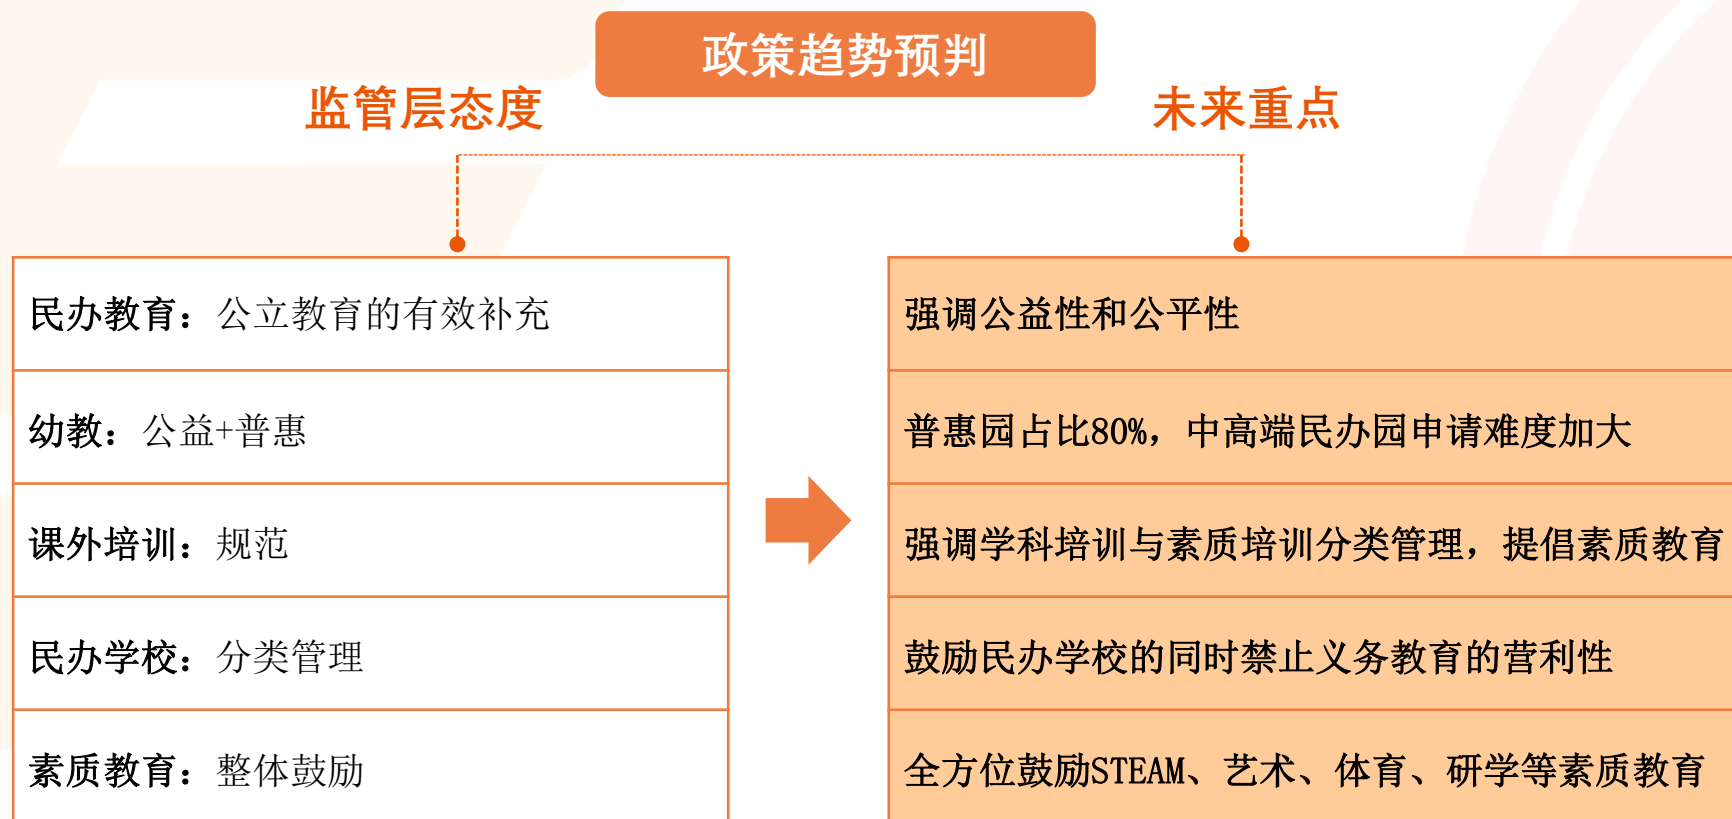 政策趋势预判
监管层态度
未来重点
民办教育：公立教育的有效补充
强调公益性和公平性
幼教：公益+普惠
普惠园占比80%，中高端民办园申请难度加大
课外培训：规范
强调学科培训与素质培训分类管理，提倡素质教育
民办学校：分类管理
鼓励民办学校的同时禁止义务教育的营利性
素质教育：整体鼓励
全方位鼓励STEAM、艺术、体育、研学等素质教育